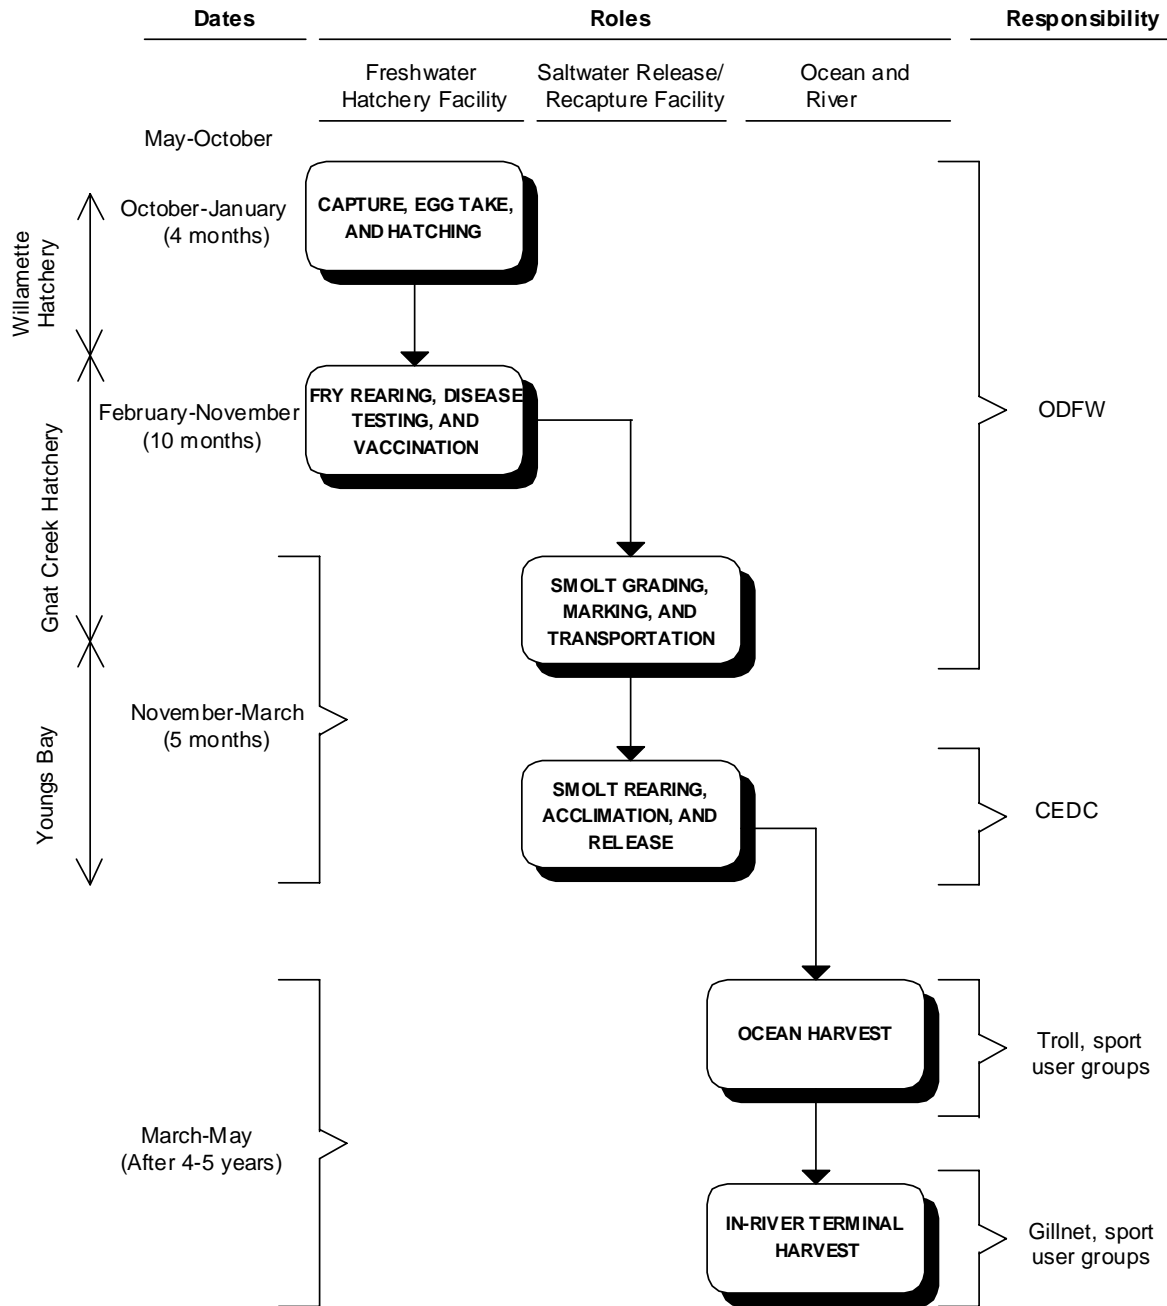 Dates
Roles
Responsibility
Freshwater
Hatchery Facility
Saltwater Release/
Recapture Facility
Ocean and
River
May-October
October-January
(4 months)
CAPTURE, EGG TAKE,
AND HATCHING
Willamette
Hatchery
February-November
(10 months)
FRY REARING, DISEASE
TESTING, AND
VACCINATION
ODFW
Gnat Creek Hatchery
SMOLT GRADING,
MARKING, AND
TRANSPORTATION
November-March
(5 months)
Youngs Bay
SMOLT REARING,
ACCLIMATION, AND
RELEASE
CEDC
OCEAN HARVEST
Troll, sport
user groups
March-May
(After 4-5 years)
IN-RIVER TERMINAL
HARVEST
Gillnet, sport
user groups